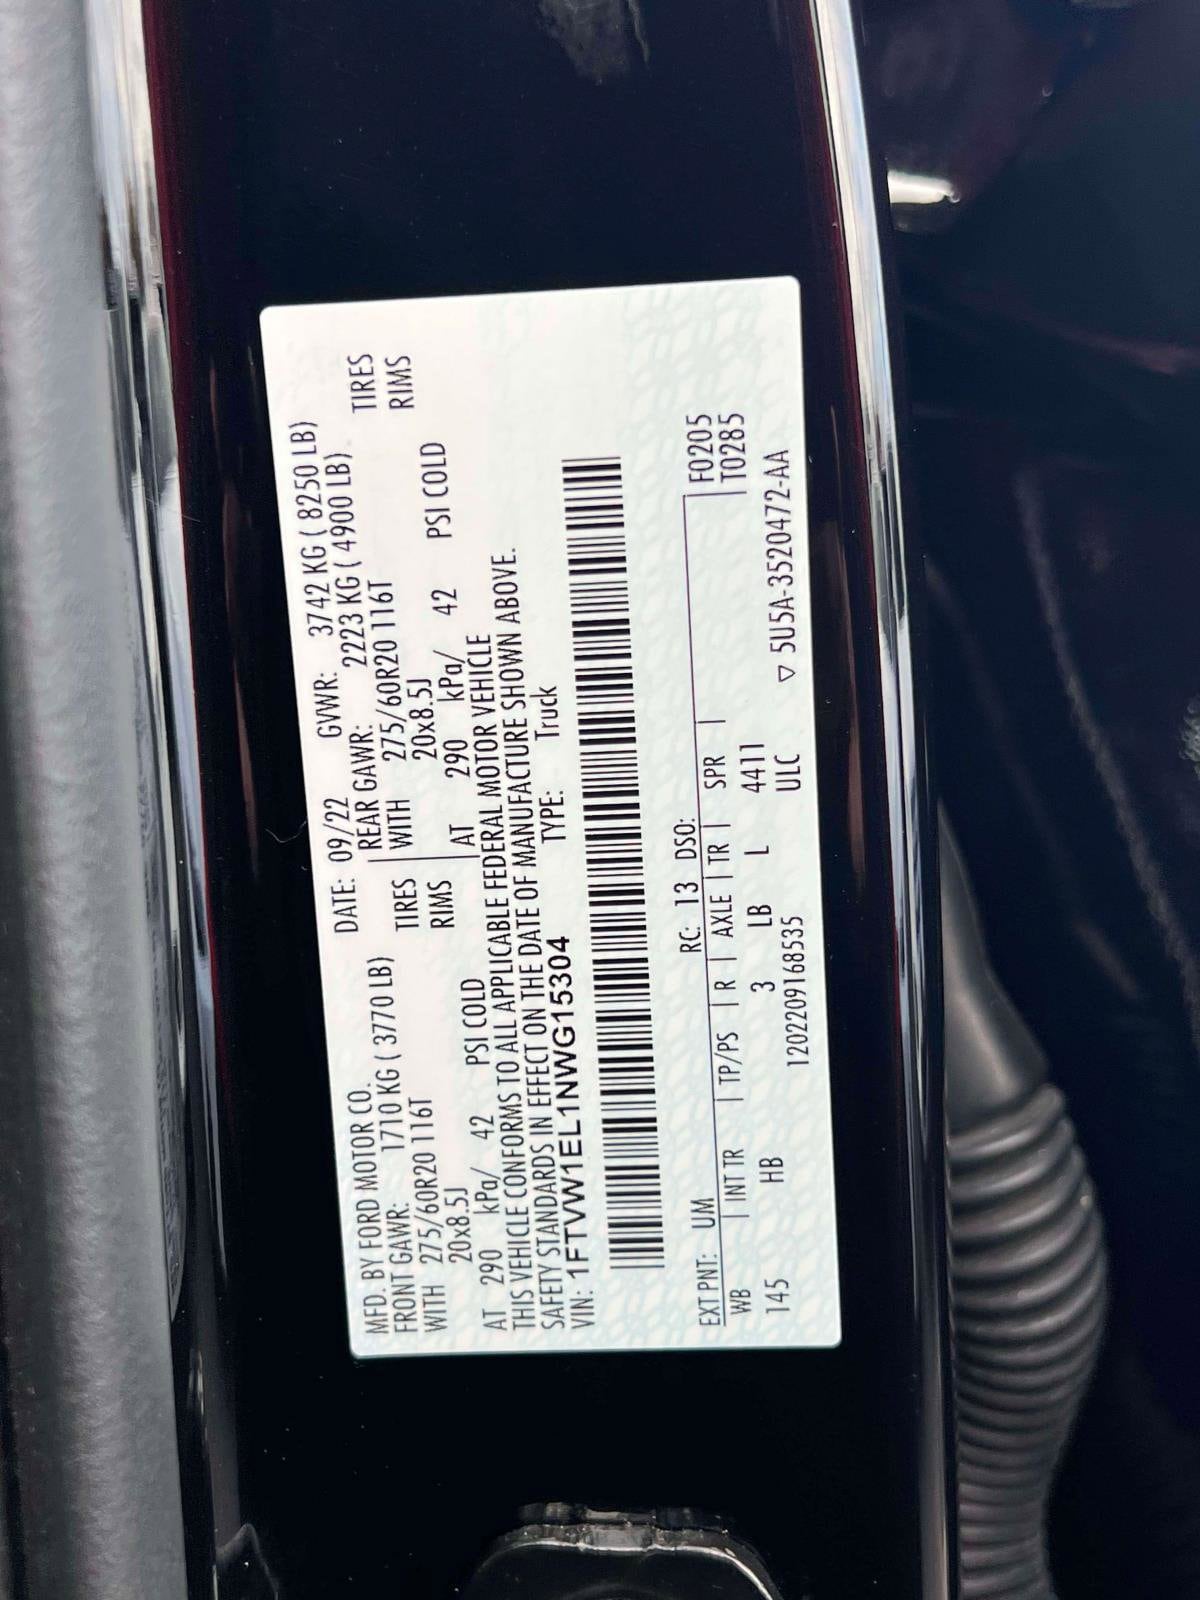 MFD. BY FORD MOTOR CO. DATE: 09/22 GVWR: 3742 KG ( 8250 LB)
FRONT GAWR: 1710 KG ( 3770 LB) REAR GAWR: 2223 KG ( 4900 LB)
WITH 275/60R20 116T TIRES WITH 275/60R20 116T TIRES
20x8.5J RIMS 20x8.5J RIMS
AT 290 kPa/ 42 PSI COLD AT 290 kPa/ 42 PSI COLD
THIS VEHICLE CONFORMS TO ALL APPLICABLE FEDERAL MOTOR VEHICLE
SAFETY STANDARDS IN EFFECT ON THE DATE OF MANUFACTURE SHOWN ABOVE.
VIN: 1FTVW1EL1NWG15304 TYPE: Truck
EXT PNT: UM RC: 13 DSO: F0205
WB | INT TR | TP/PS | R | AXLE | TR | SPR | | T0285
145 HB 3 LB L 4411
120220916853​5 ULC ▽ 5U5A-3520472-AA